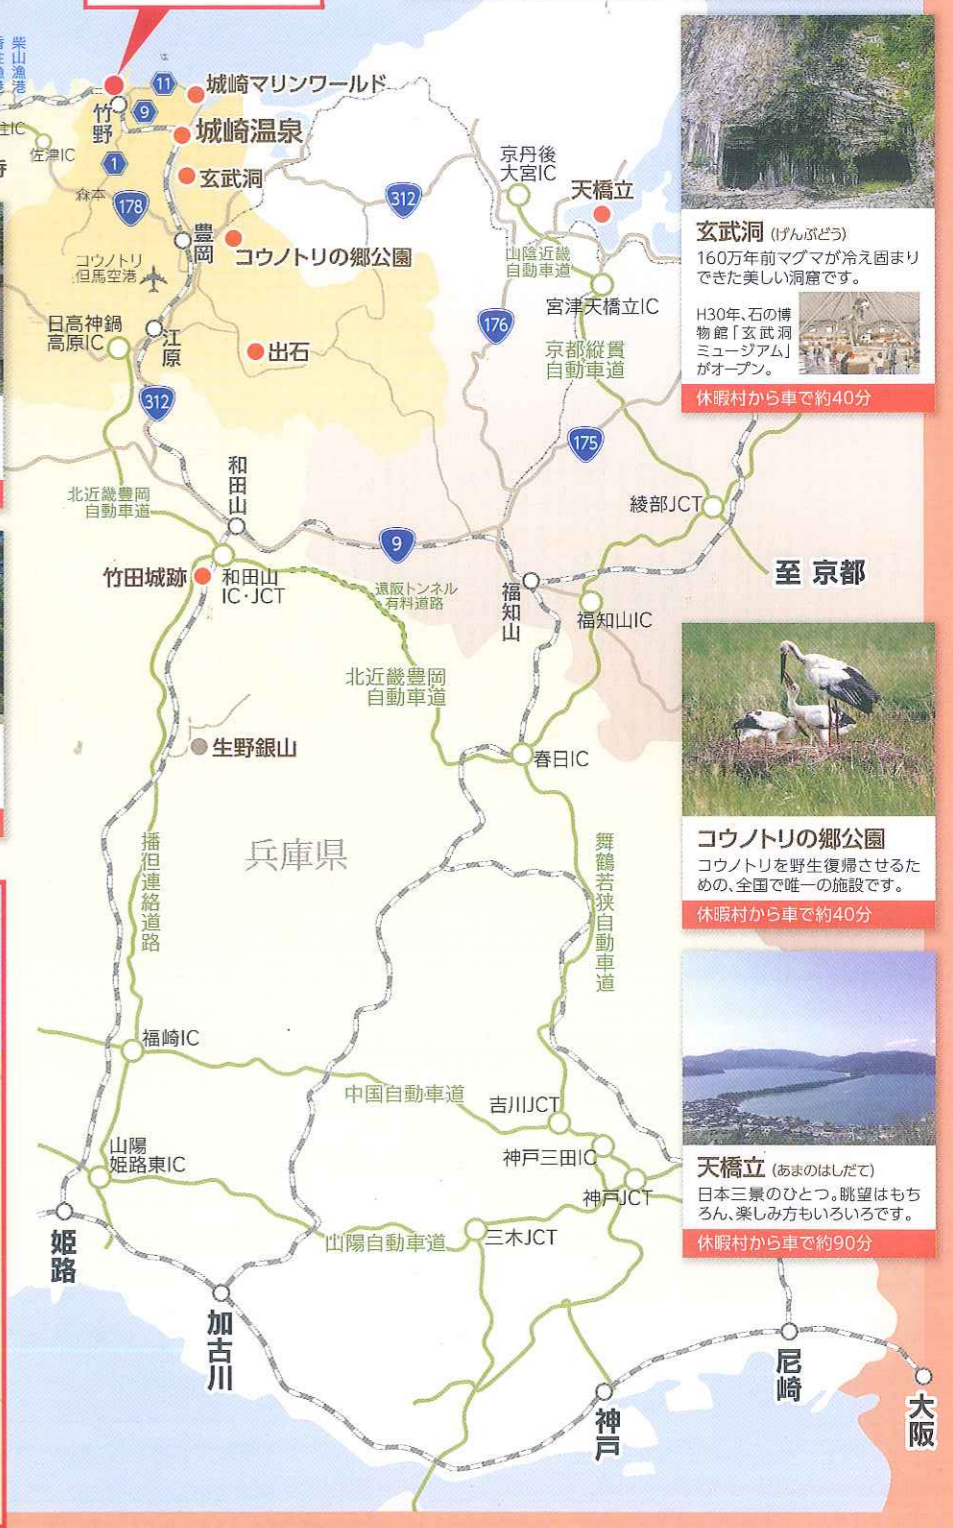 柴山漁港
香住漁港
11
城崎マリンワールド
竹野
9
城崎温泉
佐津IC
1
玄武洞
森本
178
312
京丹後
大宮IC
天橋立
豊岡
コウノトリの郷公園
コウノトリ
但馬空港
山陰近畿
自動車道
宮津天橋立IC
日高神鍋
高原IC
江原
出石
176
京都縦貫
自動車道
312
175
和田山
北近畿豊岡
自動車道
綾部JCT
9
至 京都
竹田城跡
和田山
IC・JCT
遠阪トンネル
有料道路
福知山
福知山IC
北近畿豊岡
自動車道
生野銀山
春日IC
兵庫県
播但連絡道路
舞鶴若狭自動車道
福崎IC
中国自動車道
吉川JCT
山陽
姫路東IC
神戸三田IC
神戸JCT
姫路
山陽自動車道
三木JCT
加古川
神戸
尼崎
大阪
玄武洞 (げんぶどう)
160万年前マグマが冷え固まり
できた美しい洞窟です。
H30年、石の博
物館「玄武洞
ミュージアム」
がオープン。
休暇村から車で約40分
コウノトリの郷公園
コウノトリを野生復帰させるた
めの、全国で唯一の施設です。
休暇村から車で約40分
天橋立 (あまのはしだて)
日本三景のひとつ。眺望はもち
ろん、楽しみ方もいろいろです。
休暇村から車で約90分